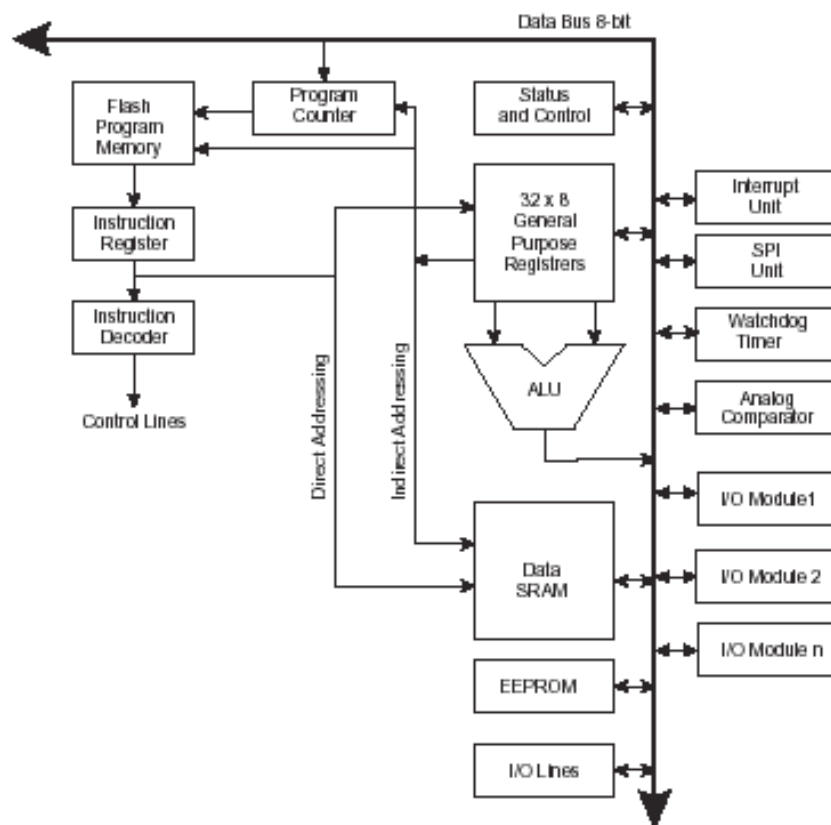 Data Bus 8-bit
Flash
Program
Memory
Program
Counter
Status
and Control
Instruction
Register
32 x 8
General
Purpose
Registrers
Interrupt
Unit
SPI
Unit
Instruction
Decoder
Watchdog
Timer
ALU
Analog
Comparator
Control Lines
Direct Addressing
Indirect Addressing
I/O Module1
Data
SRAM
I/O Module 2
I/O Module n
EEPROM
I/O Lines